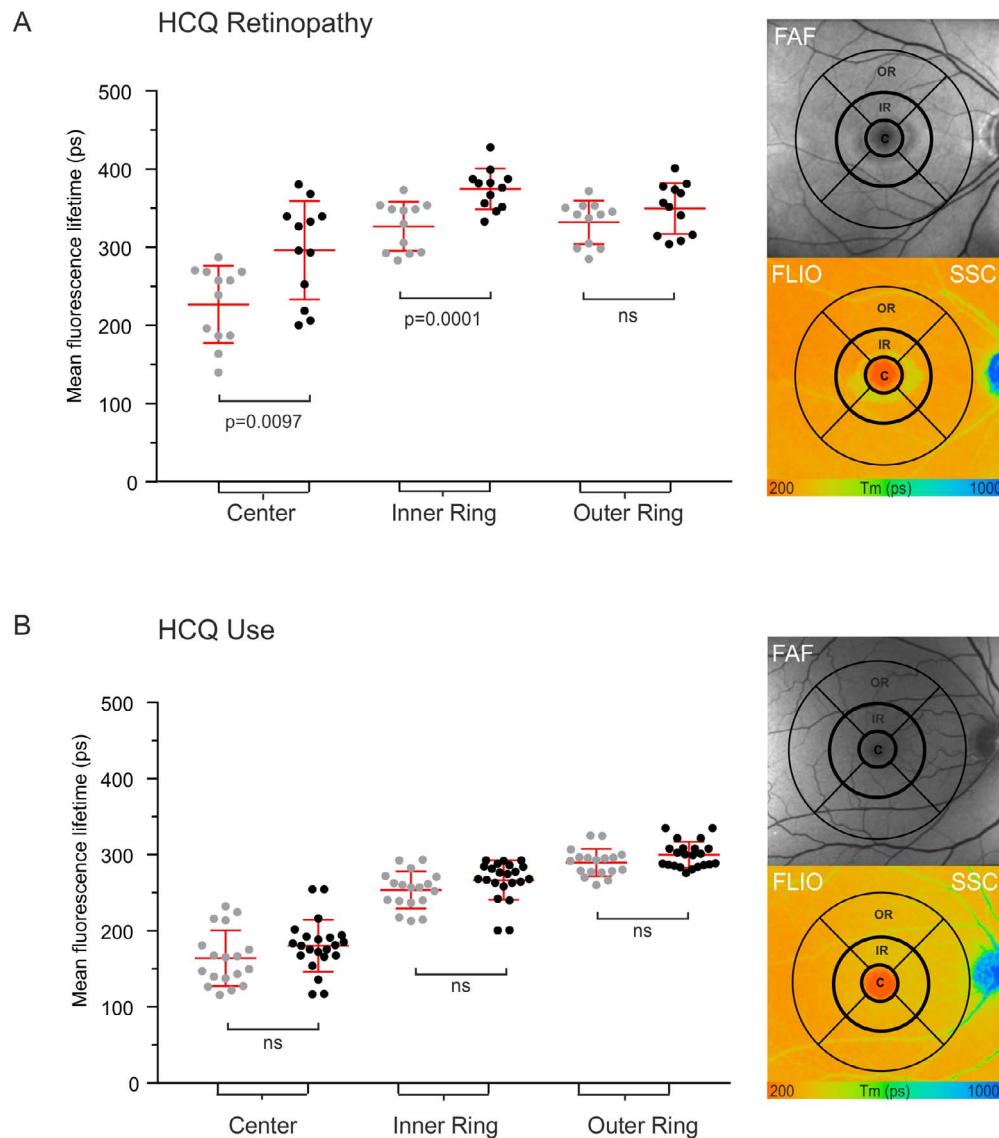 A
HCQ Retinopathy
Mean fluorescence lifetime (ps)
500
400
300
200
100
0
p=0.0097
p=0.0001
ns
Center
Inner Ring
Outer Ring
FAF
OR
IR
C
FLIO
SSC
OR
IR
C
200
Tm (ps)
1000
B
HCQ Use
Mean fluorescence lifetime (ps)
500
400
300
200
100
0
ns
ns
ns
Center
Inner Ring
Outer Ring
FAF
OR
IR
C
FLIO
SSC
OR
IR
C
200
Tm (ps)
1000